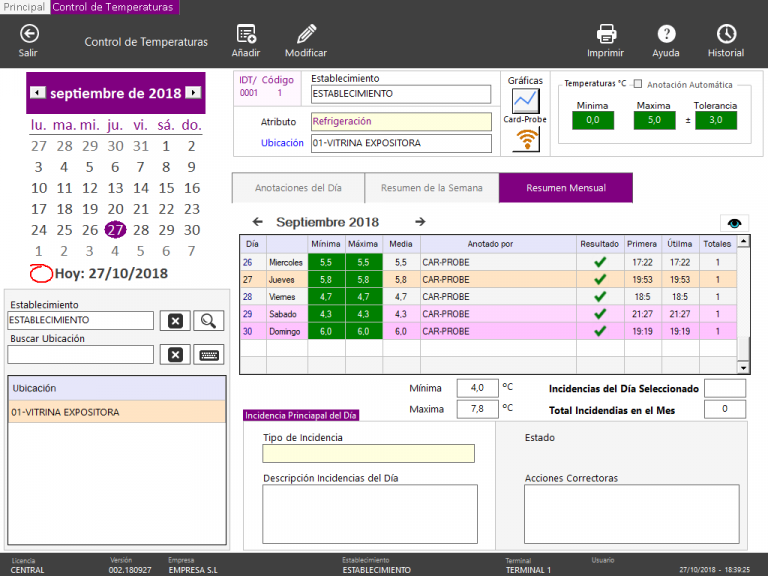 Principal Control de Temperaturas
Salir
Control de Temperaturas
Añadir
Modificar
Imprimir
Ayuda
Historial
septiembre de 2018
lu. ma. mi. ju. vi. sá. do.
27 28 29 30 31 1 2
3 4 5 6 7 8 9
10 11 12 13 14 15 16
17 18 19 20 21 22 23
24 25 26 27 28 29 30
1 2 3 4 5 6 7
Hoy: 27/10/2018
Establecimiento
ESTABLECIMIENTO
Buscar Ubicación
Ubicación
01-VITRINA EXPOSITORA
IDT/ Código
0001 1
Establecimiento
ESTABLECIMIENTO
Atributo Refrigeración
Ubicación 01-VITRINA EXPOSITORA
Gráficas
Card-Probe
Temperaturas °C Anotación Automática
Minima Maxima Tolerancia
0,0 5,0 ± 3,0
Anotaciones del Día Resumen de la Semana Resumen Mensual
Septiembre 2018
Día Mínima Máxima Media Anotado por Resultado Primera Útilma Totales
26 Miercoles 5,5 5,5 5,5 CAR-PROBE 17:22 17:22 1
27 Jueves 5,8 5,8 5,8 CAR-PROBE 19:53 19:53 1
28 Viernes 4,7 4,7 4,7 CAR-PROBE 18:5 18:5 1
29 Sabado 4,3 4,3 4,3 CAR-PROBE 21:27 21:27 1
30 Domingo 6,0 6,0 6,0 CAR-PROBE 19:19 19:19 1
Mínima 4,0 ºC Incidencias del Día Seleccionado
Maxima 7,8 ºC Total Incidendias en el Mes 0
Incidencia Princiapal del Día
Tipo de Incidencia
Descripción Incidencias del Día
Estado
Acciones Correctoras
Licencia Versión Empresa Establecimiento Terminal Usuario
CENTRAL 002.180927 EMPRESA S.L ESTABLECIMIENTO TERMINAL 1 27/10/2018 - 18:39:25